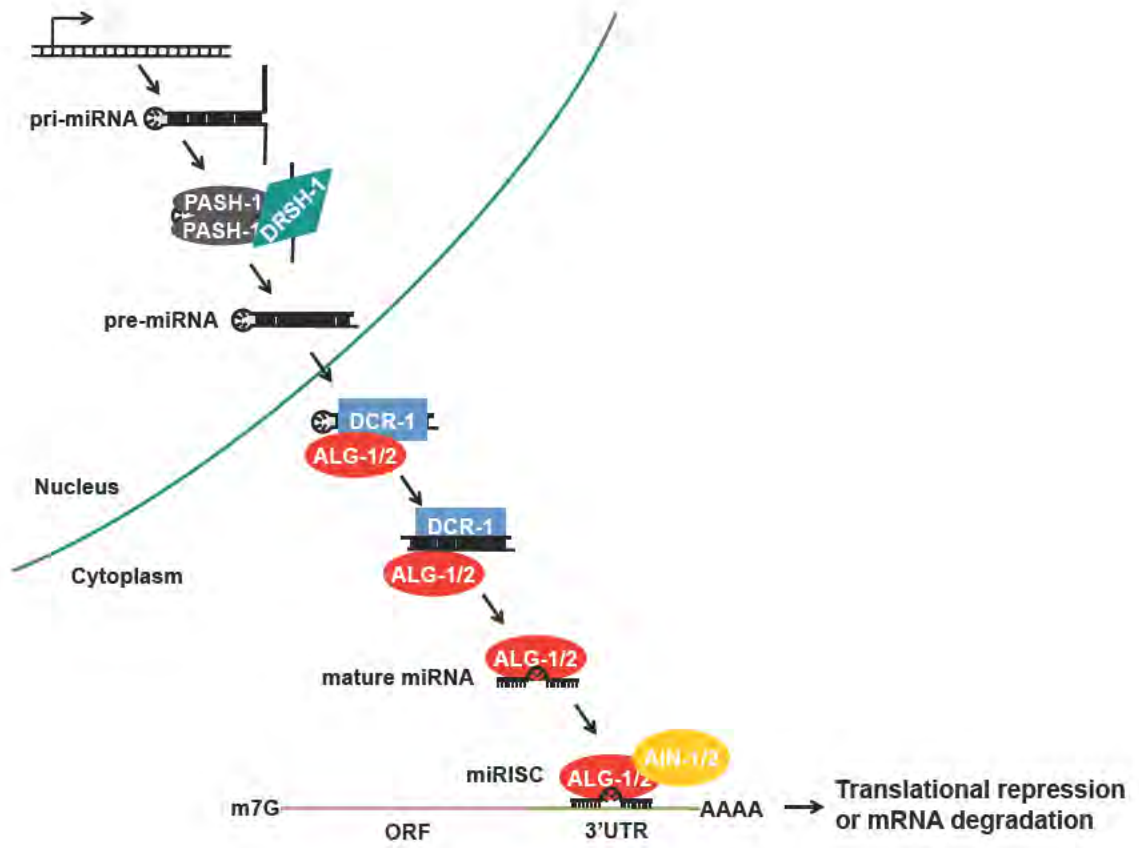 pri-miRNA
PASH-1
PASH-1
DRSH-1
pre-miRNA
DCR-1
ALG-1/2
Nucleus
DCR-1
Cytoplasm
ALG-1/2
ALG-1/2
mature miRNA
AIN-1/2
miRISC
ALG-1/2
m7G
AAAA
Translational repression
or mRNA degradation
ORF
3'UTR